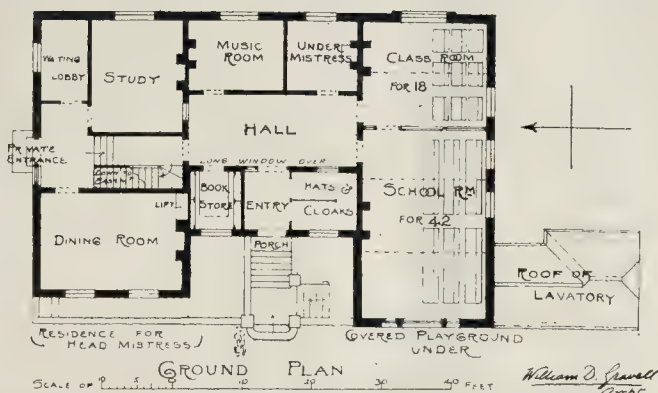 WAITING
LOBBY
STUDY
MUSIC
ROOM
UNDER
MISTRESS
CLASS ROOM
FOR 18
HALL
PRIVATE
ENTRANCE
DOWN TO
BASEMT
LONG WINDOW OVER
LIFT
BOOK
STORE
ENTRY
HATS &
CLOAKS
SCHOOL RM
FOR 42
DINING ROOM
PORCH
ROOF OF
LAVATORY
RESIDENCE FOR
HEAD MISTRESS
COVERED PLAYGROUND
UNDER
GROUND PLAN
SCALE OF 0 5 10 20 30 40 FEET
William D. Gravell
Archt